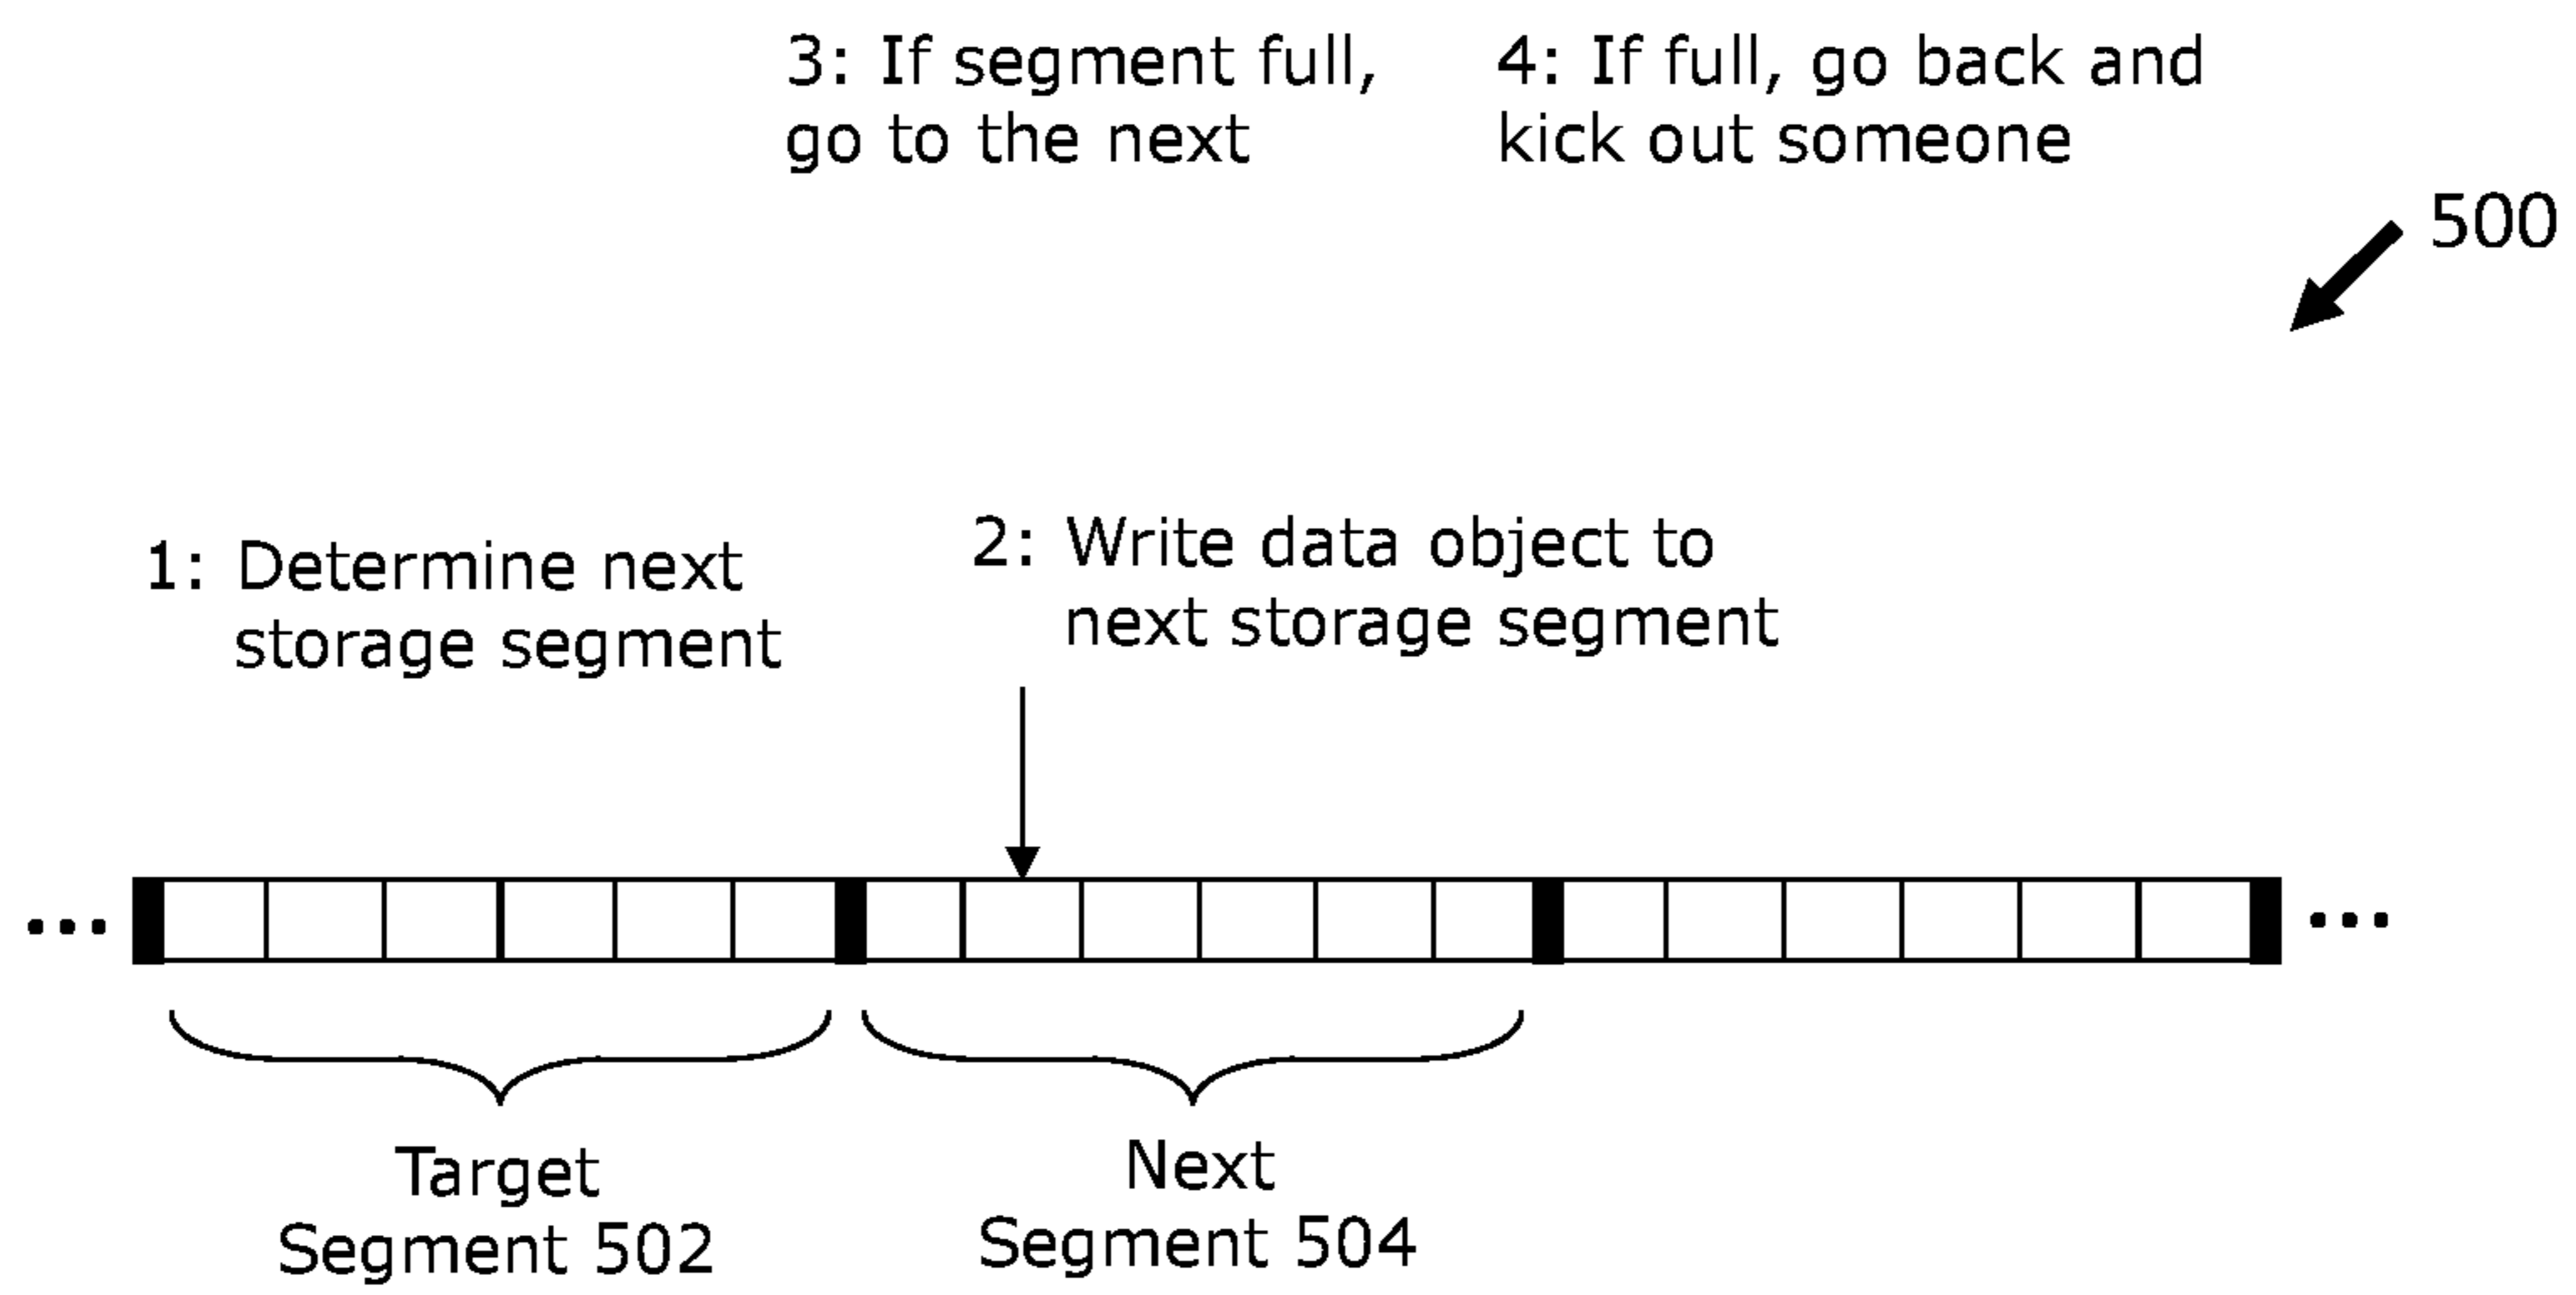 3: If segment full,
go to the next
4: If full, go back and
kick out someone
500
1: Determine next
storage segment
2: Write data object to
next storage segment
...
...
Target
Segment 502
Next
Segment 504